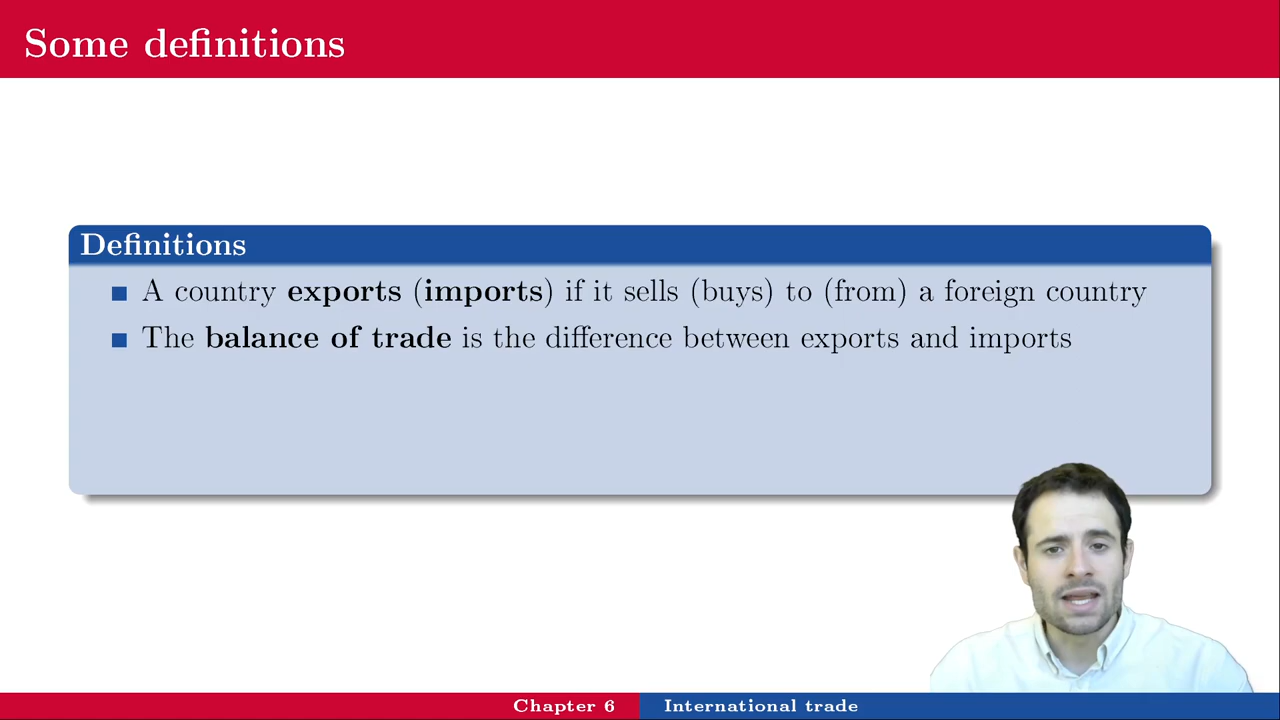 Some definitions
Definitions
A country exports (imports) if it sells (buys) to (from) a foreign country
The balance of trade is the difference between exports and imports
Chapter 6 International trade